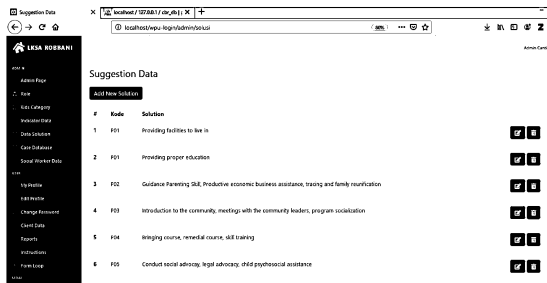 Suggestion Data
localhost / 127.0.0.1 / cbr_db | p
localhost/wpu-login/admin/solusi
LKSA ROBBANI
Admin Card
Admin Page
Role
Kids Category
Indicator Data
Data Solution
Case Database
Social Worker Data
USER
My Profile
Edit Profile
Change Password
Client Data
Reports
Instructions
Form Loop
Suggestion Data
Add New Solution
# Kode Solution
1 P01 Providing facilities to live in
2 P01 Providing proper education
3 P02 Guidance Parenting Skill, Productive economic business assistance, tracing and family reunification
4 P03 Introduction to the community, meetings with the community leaders, program socialization
5 P04 Bringing course, remedial course, skill training
6 P05 Conduct social advocay, legal advocacy, child psychosocial assistance